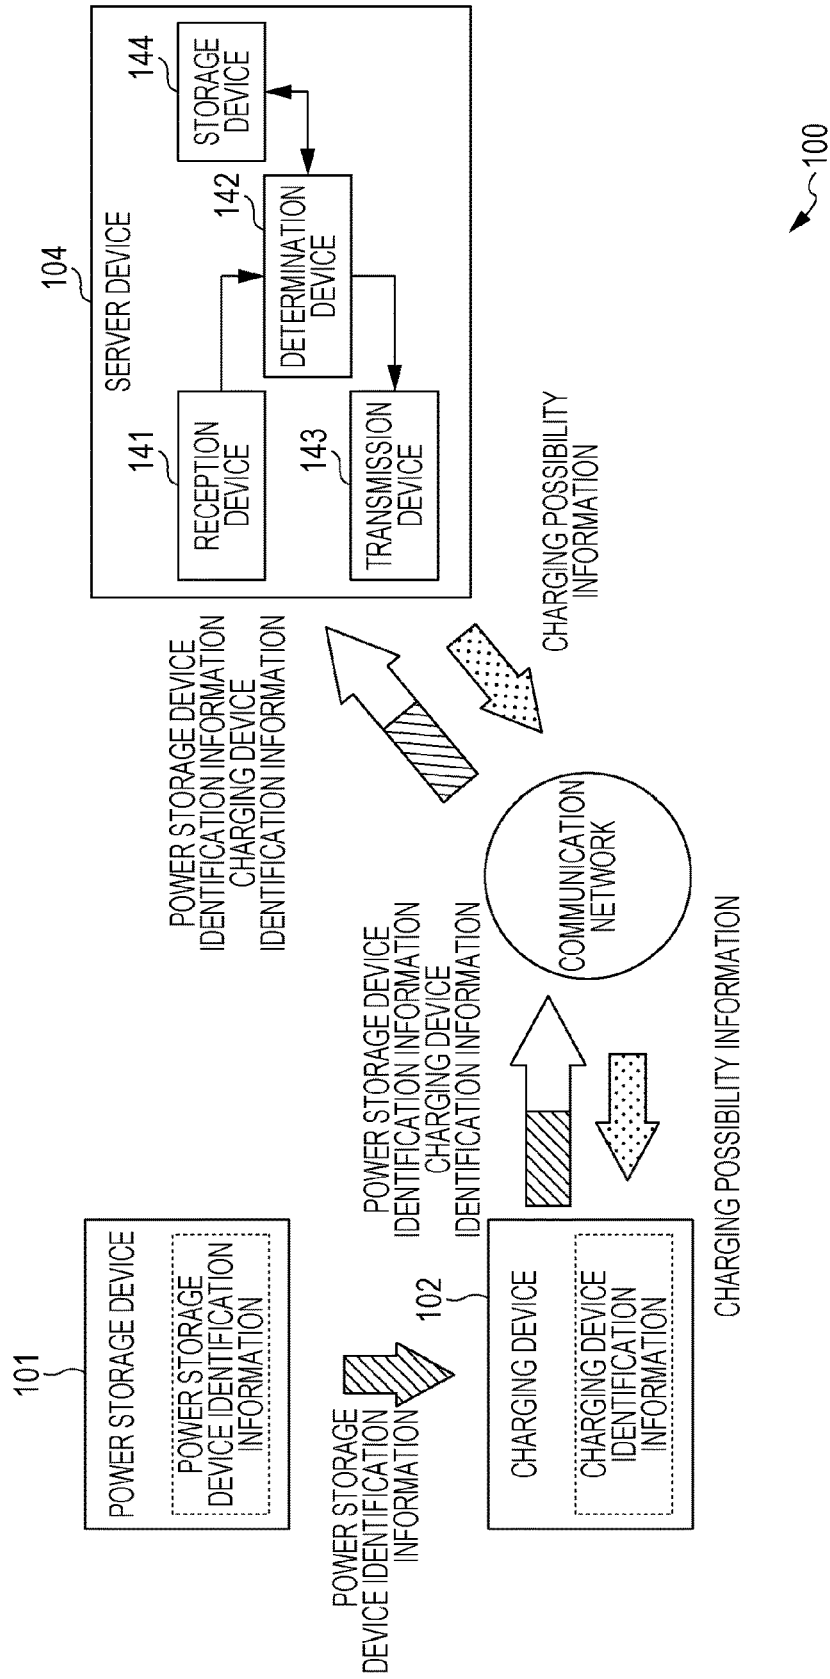 101
POWER STORAGE DEVICE
POWER STORAGE
DEVICE IDENTIFICATION
INFORMATION
POWER STORAGE
DEVICE IDENTIFICATION
INFORMATION
102
CHARGING DEVICE
CHARGING DEVICE
IDENTIFICATION
INFORMATION
POWER STORAGE DEVICE
IDENTIFICATION INFORMATION
CHARGING DEVICE
IDENTIFICATION INFORMATION
CHARGING POSSIBILITY INFORMATION
COMMUNICATION
NETWORK
POWER STORAGE DEVICE
IDENTIFICATION INFORMATION
CHARGING DEVICE
IDENTIFICATION INFORMATION
CHARGING POSSIBILITY
INFORMATION
104
SERVER DEVICE
141
RECEPTION
DEVICE
142
DETERMINATION
DEVICE
143
TRANSMISSION
DEVICE
144
STORAGE
DEVICE
100